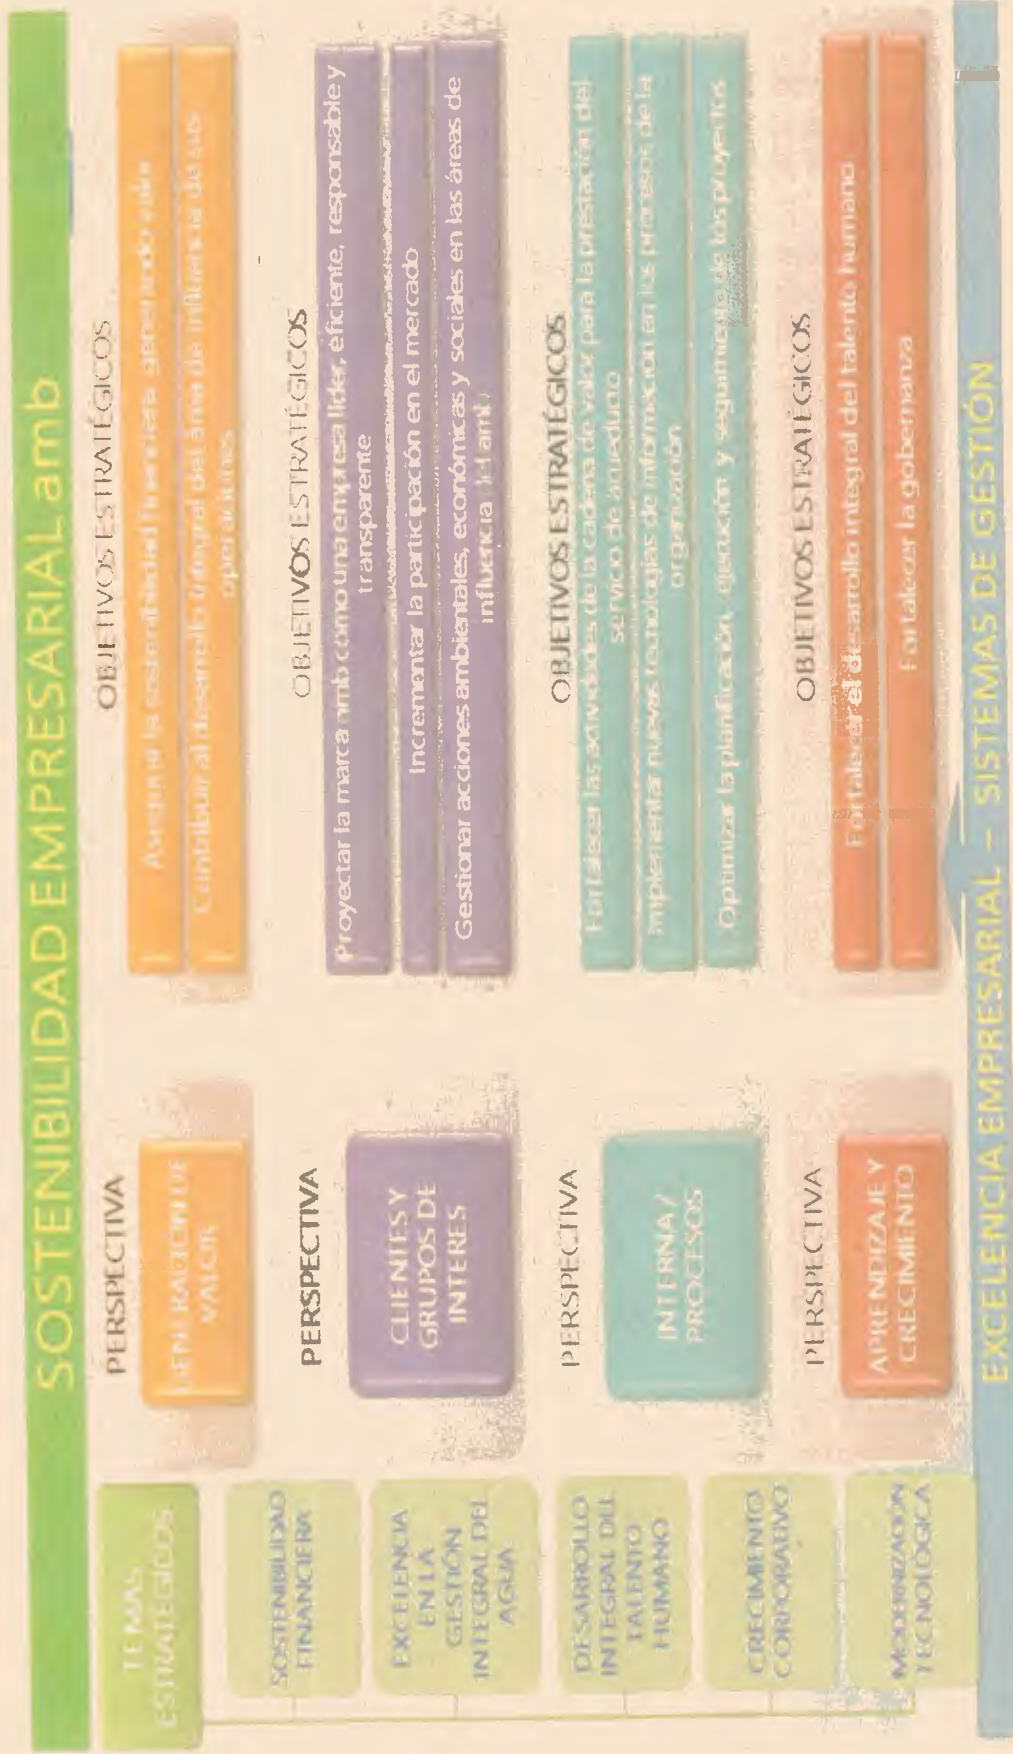 SOSTENIBILIDAD EMPRESARIAL amb
TEMAS
ESTRATÉGICOS
SOSTENIBILIDAD
FINANCIERA
EXCELENCIA
EN LA
GESTIÓN
INTEGRAL DEL
AGUA
DESARROLLO
INTEGRAL DEL
TALENTO
HUMANO
CRECIMIENTO
CORPORATIVO
MODERNIZACIÓN
TECNOLOGICA
PERSPECTIVA
GENERACIÓN DE
VALOR
OBJETIVOS ESTRATÉGICOS
Asegurar la sostenibilidad financiera generando valor
Contribuir al desarrollo integral del área de influencia de sus
operaciones
PERSPECTIVA
CLIENTES Y
GRUPOS DE
INTERES
OBJETIVOS ESTRATÉGICOS
Proyectar la marca amb como una empresa líder, eficiente, responsable y
transparente
Incrementar la participación en el mercado
Gestionar acciones ambientales, económicas y sociales en las áreas de
influencia del amb
PERSPECTIVA
INTERNA /
PROCESOS
OBJETIVOS ESTRATÉGICOS
Fortalecer las actividades de la cadena de valor para la prestación del
servicio de acueducto
Implementar nuevas tecnologías de información en los procesos de la
organización
Optimizar la planificación, ejecución y seguimiento de los proyectos
PERSPECTIVA
APRENDIZAJE Y
CRECIMIENTO
OBJETIVOS ESTRATÉGICOS
Fortalecer el desarrollo integral del talento humano
Fortalecer la gobernanza
EXCELENCIA EMPRESARIAL – SISTEMAS DE GESTIÓN